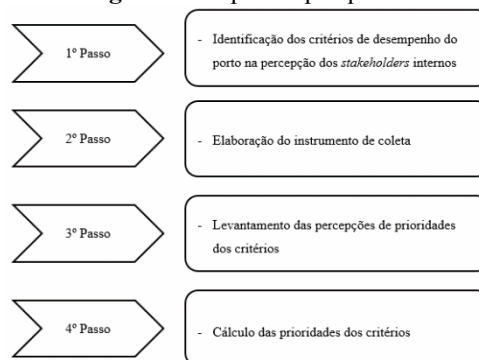 1º Passo
- Identificação dos critérios de desempenho do
porto na percepção dos stakeholders internos
2º Passo
- Elaboração do instrumento de coleta
3º Passo
- Levantamento das percepções de prioridades
dos critérios
4º Passo
- Cálculo das prioridades dos critérios